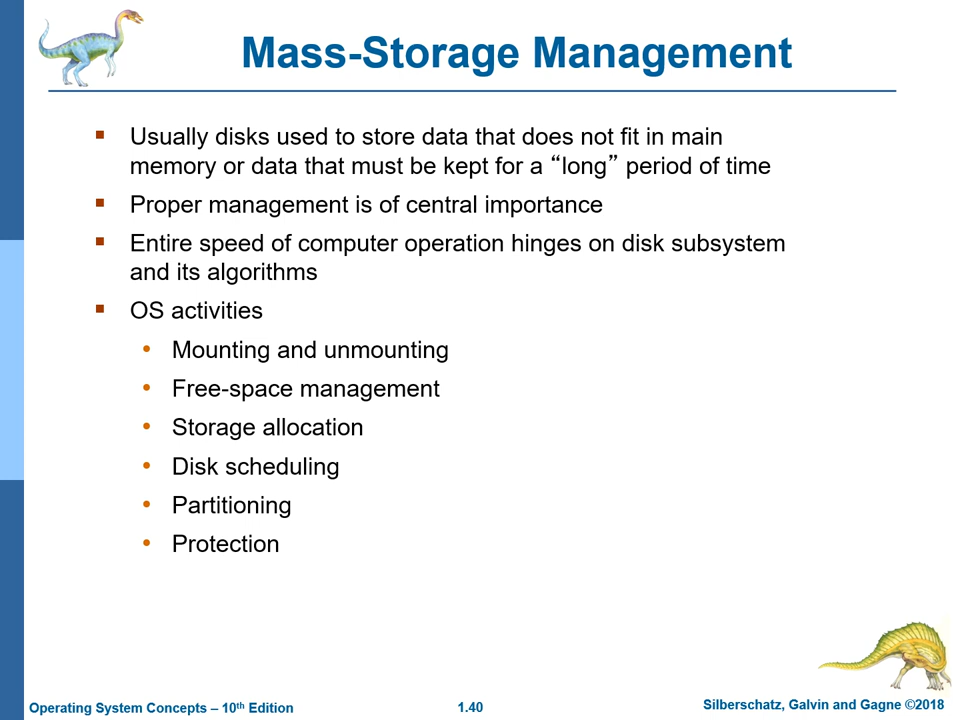 Mass-Storage Management
▪ Usually disks used to store data that does not fit in main
memory or data that must be kept for a “long” period of time
▪ Proper management is of central importance
▪ Entire speed of computer operation hinges on disk subsystem
and its algorithms
▪ OS activities
• Mounting and unmounting
• Free-space management
• Storage allocation
• Disk scheduling
• Partitioning
• Protection
Operating System Concepts – 10th Edition
1.40
Silberschatz, Galvin and Gagne ©2018